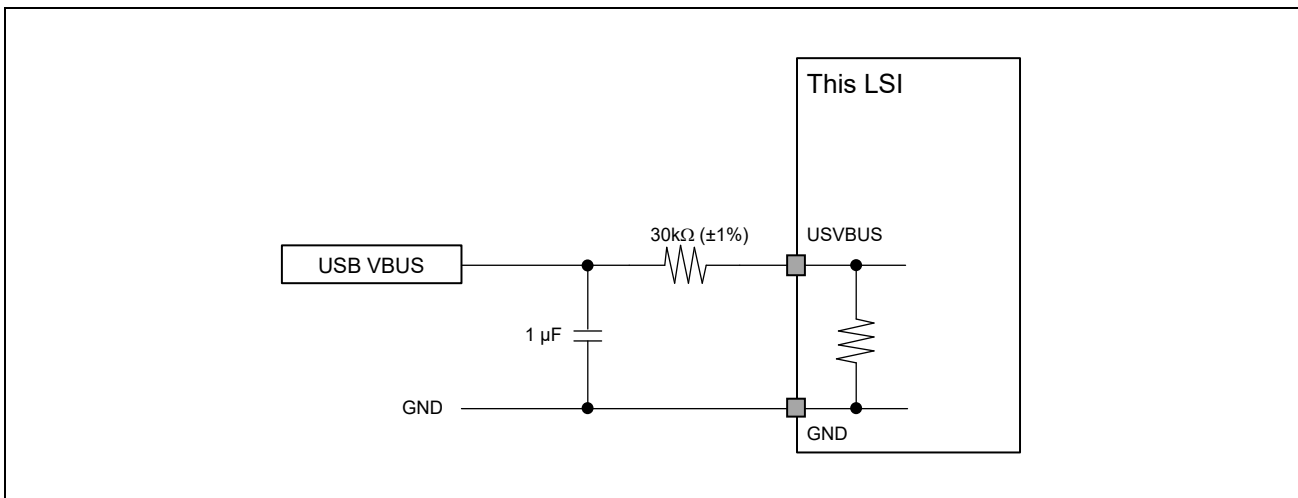 This LSI
30kΩ (±1%)
USVBUS
USB VBUS
1 µF
GND
GND